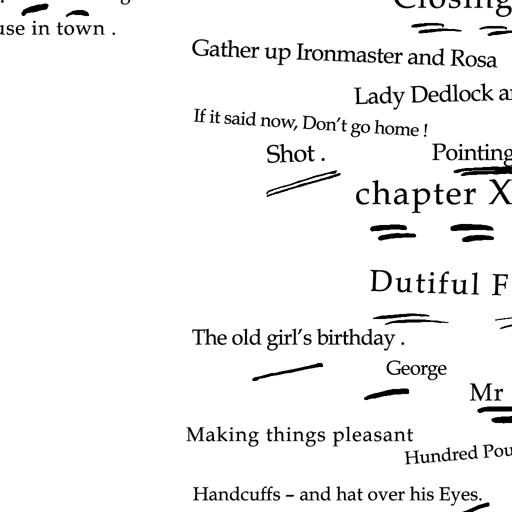 Closing
use in town .
Gather up Ironmaster and Rosa
Lady Dedlock a
If it said now, Don't go home !
Shot .
Pointing
chapter X
Dutiful F
The old girl's birthday .
George
Mr
Making things pleasant
Hundred Pou
Handcuffs – and hat over his Eyes.